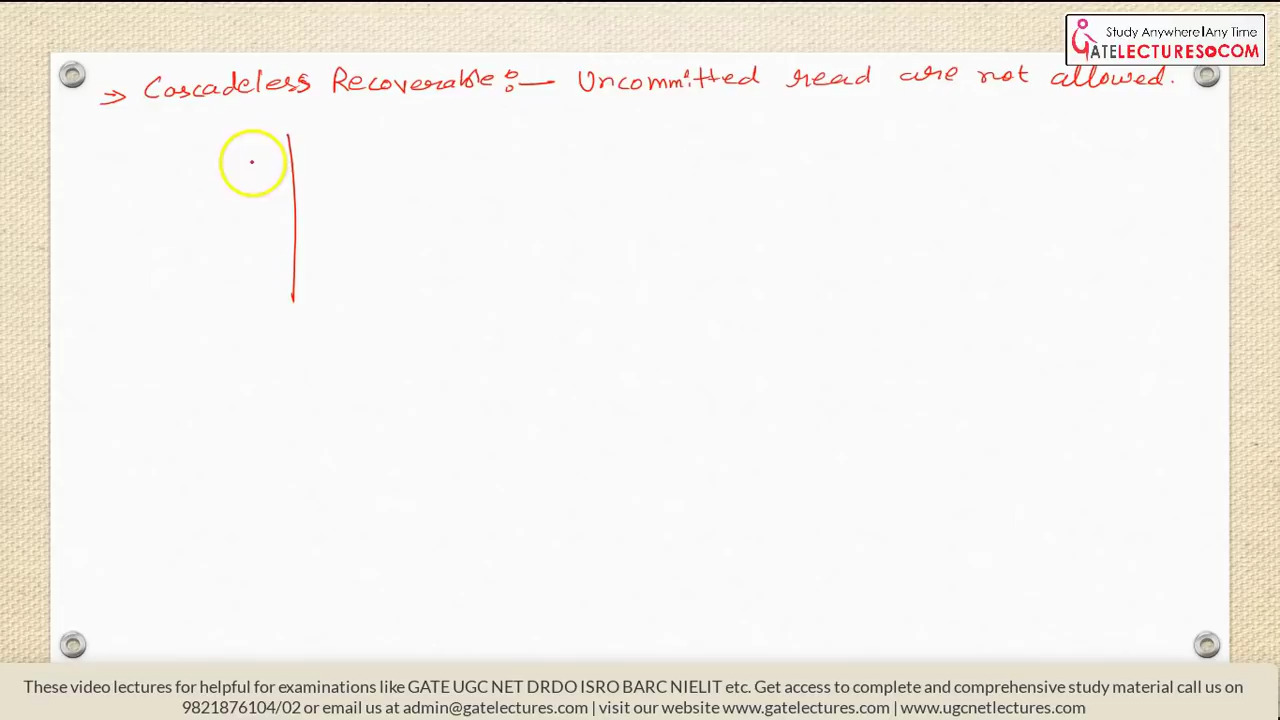 Study Anywhere Any Time
GATELECTURES.COM
⇒ Cascadeless Recoverable :— Uncommitted read are not allowed.
These video lectures for helpful for examinations like GATE UGC NET DRDO ISRO BARC NIELIT etc. Get access to complete and comprehensive study material call us on
9821876104/02 or email us at admin@gatelectures.com | visit our website www.gatelectures.com | www.ugcnetlectures.com